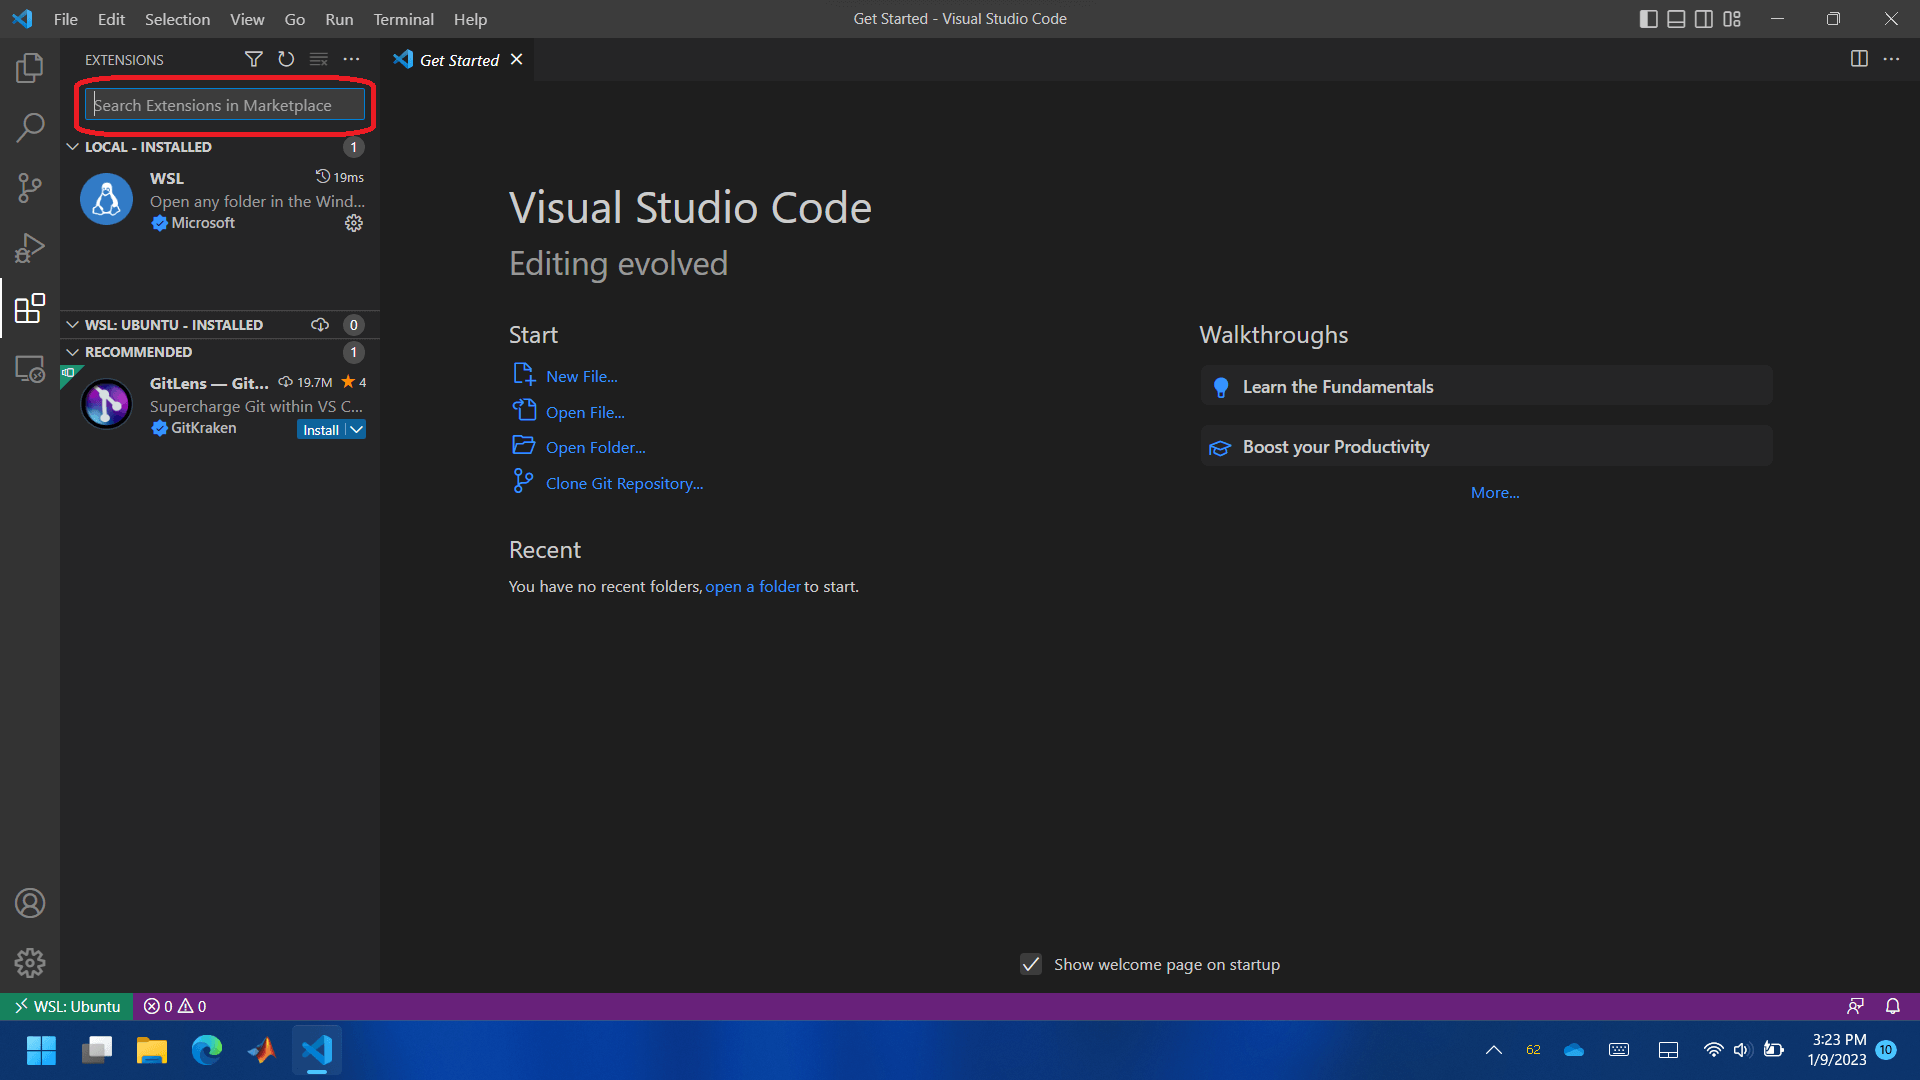 File Edit Selection View Go Run Terminal Help
Get Started - Visual Studio Code
EXTENSIONS
Get Started
Search Extensions in Marketplace
LOCAL - INSTALLED 1
WSL 19ms
Open any folder in the Wind...
Microsoft
WSL: UBUNTU - INSTALLED 0
RECOMMENDED 1
GitLens — Git... 19.7M 4
Supercharge Git within VS C...
GitKraken Install
Visual Studio Code
Editing evolved
Start
New File...
Open File...
Open Folder...
Clone Git Repository...
Recent
You have no recent folders, open a folder to start.
Walkthroughs
Learn the Fundamentals
Boost your Productivity
More...
Show welcome page on startup
WSL: Ubuntu 0 0
62
3:23 PM
1/9/2023
10